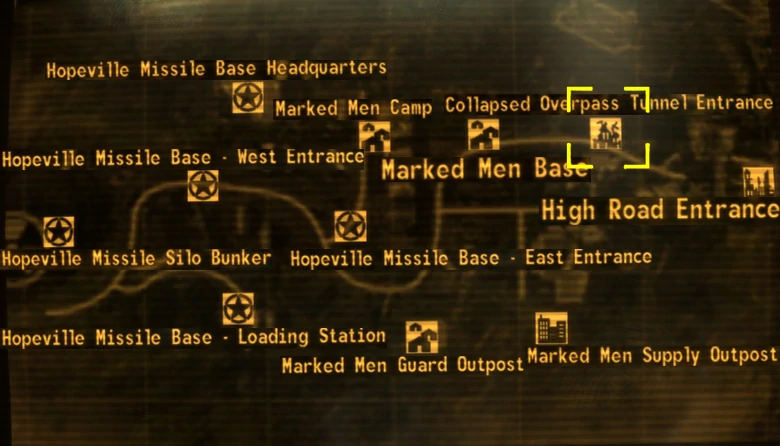 Hopeville Missile Base Headquarters
Marked Men Camp
Collapsed Overpass Tunnel Entrance
Hopeville Missile Base - West Entrance
Marked Men Base
High Road Entrance
Hopeville Missile Silo Bunker
Hopeville Missile Base - East Entrance
Hopeville Missile Base - Loading Station
Marked Men Guard Outpost
Marked Men Supply Outpost